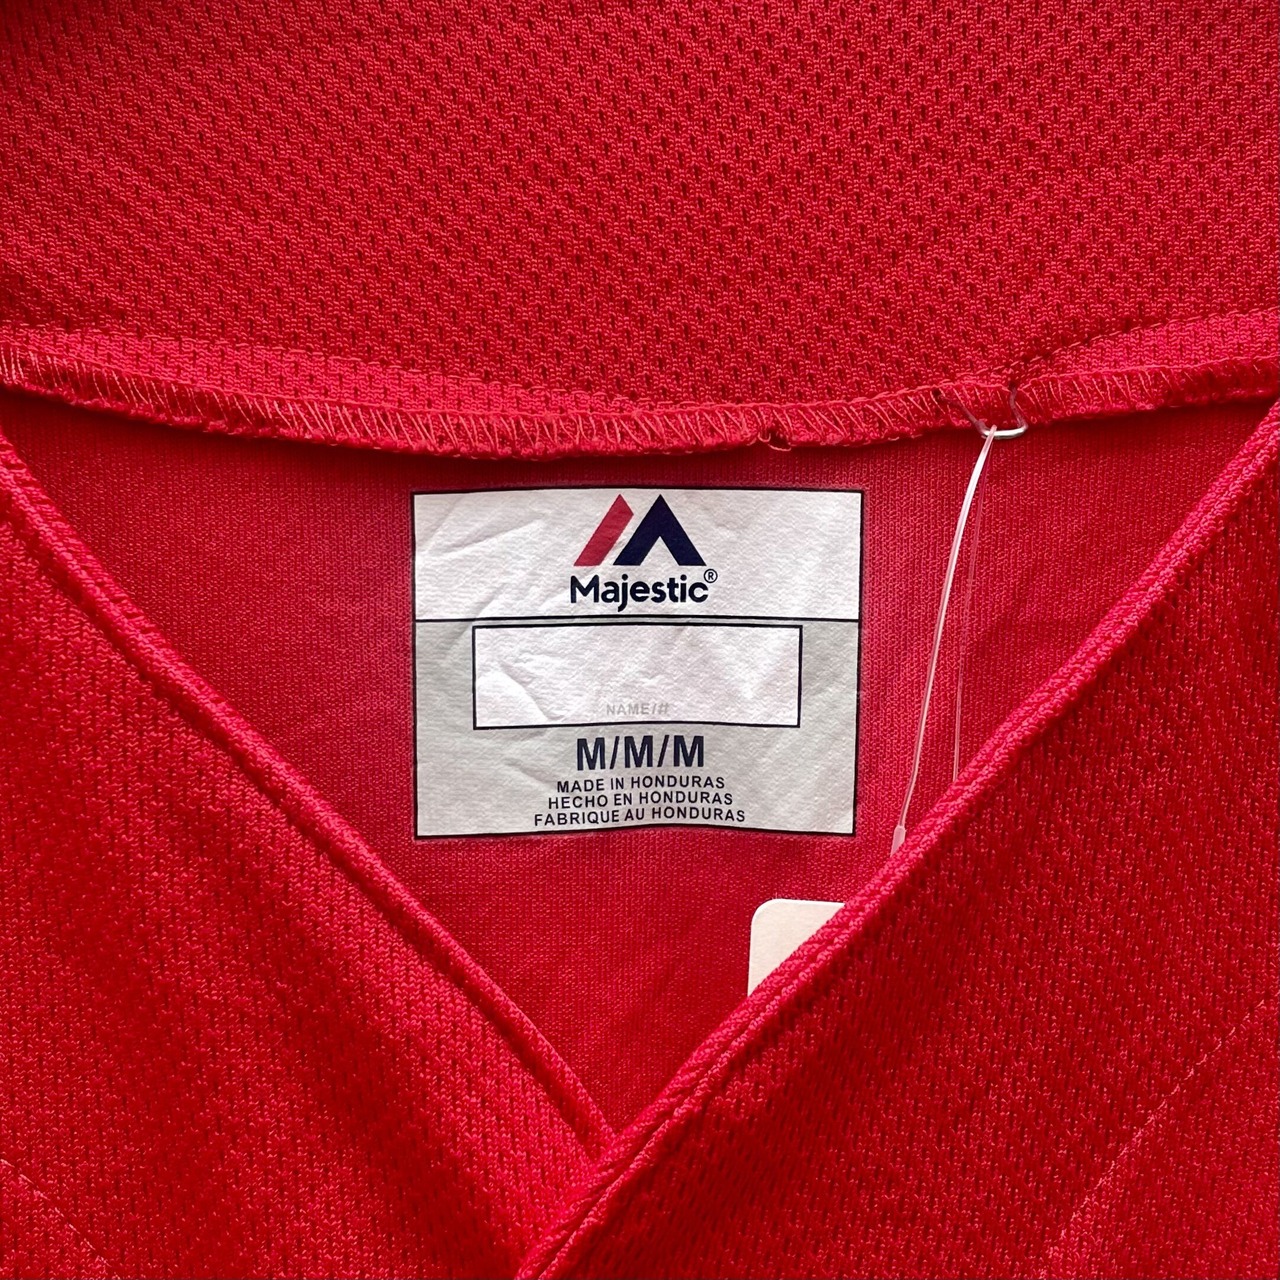 Majestic®
NAME/#
M/M/M
MADE IN HONDURAS
HECHO EN HONDURAS
FABRIQUE AU HONDURAS